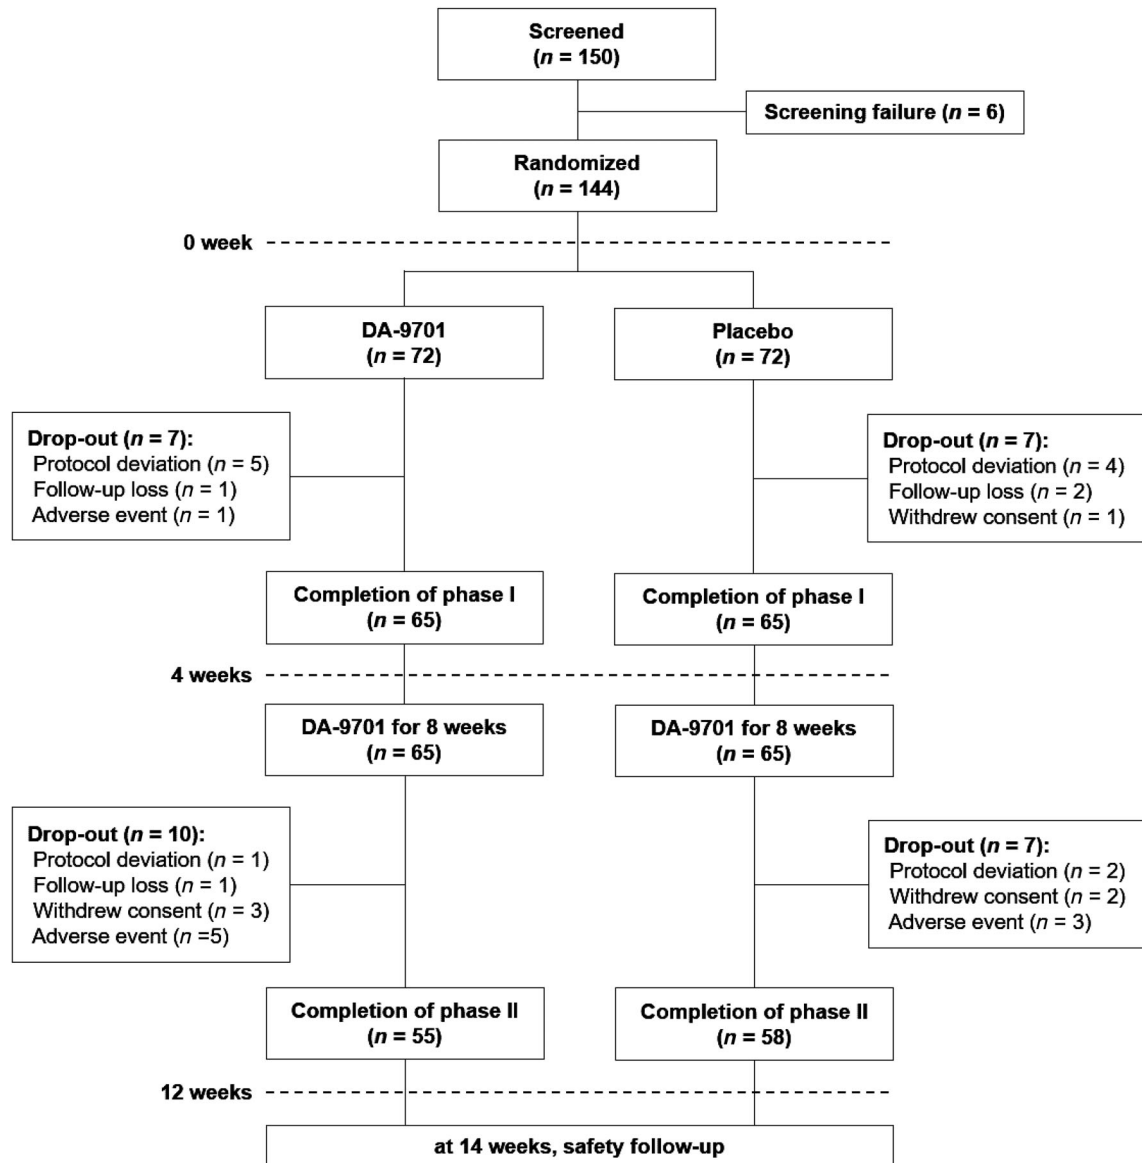 Screened
(n = 150)
Screening failure (n = 6)
Randomized
(n = 144)
0 week
DA-9701
(n = 72)
Placebo
(n = 72)
Drop-out (n = 7):
Protocol deviation (n = 5)
Follow-up loss (n = 1)
Adverse event (n = 1)
Drop-out (n = 7):
Protocol deviation (n = 4)
Follow-up loss (n = 2)
Withdrew consent (n = 1)
Completion of phase I
(n = 65)
Completion of phase I
(n = 65)
4 weeks
DA-9701 for 8 weeks
(n = 65)
DA-9701 for 8 weeks
(n = 65)
Drop-out (n = 10):
Protocol deviation (n = 1)
Follow-up loss (n = 1)
Withdrew consent (n = 3)
Adverse event (n =5)
Drop-out (n = 7):
Protocol deviation (n = 2)
Withdrew consent (n = 2)
Adverse event (n = 3)
Completion of phase II
(n = 55)
Completion of phase II
(n = 58)
12 weeks
at 14 weeks, safety follow-up